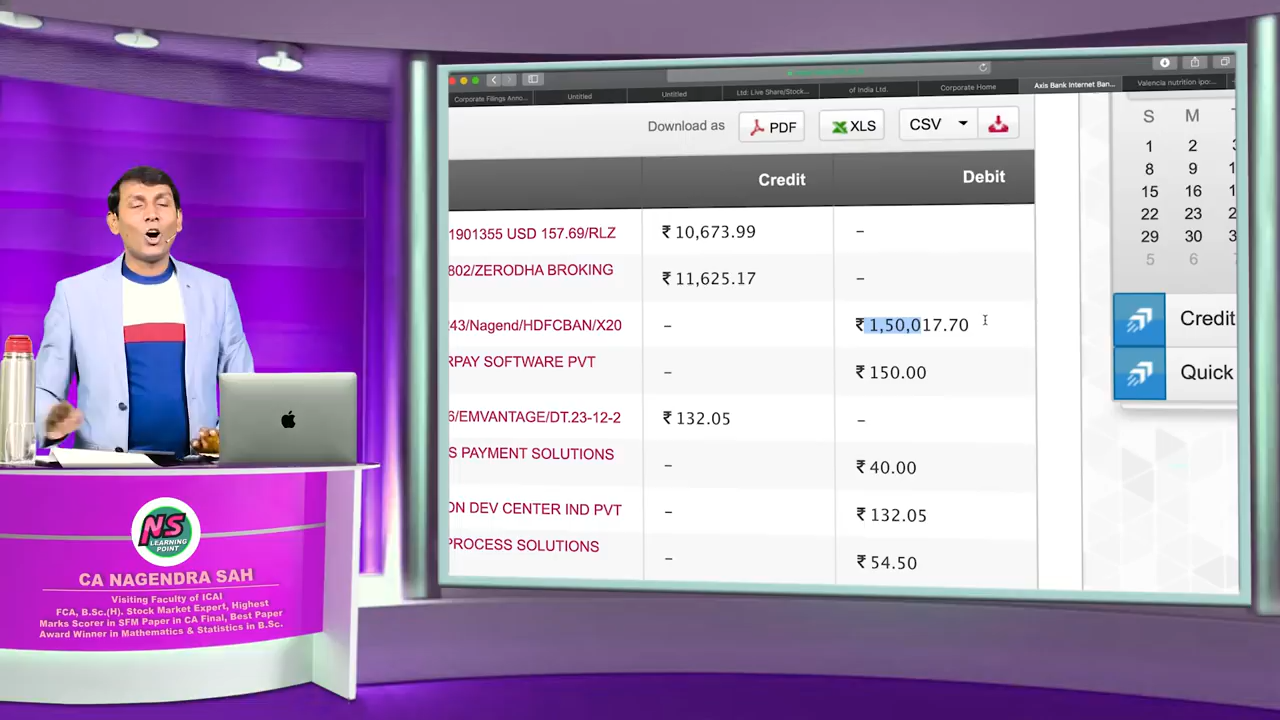 Corporate Filings Anno...
Untitled
Untitled
Ltd: Live Share/Stock...
of India Ltd.
Corporate Home
Axis Bank Internet Ban...
Valencia nutrition ipo:...
Download as
PDF
XLS
CSV
Credit
Debit
1901355 USD 157.69/RLZ
₹ 10,673.99
–
802/ZERODHA BROKING
₹ 11,625.17
–
43/Nagend/HDFCBAN/X20
–
₹ 1,50,017.70
RPAY SOFTWARE PVT
–
₹ 150.00
6/EMVANTAGE/DT.23-12-2
₹ 132.05
–
S PAYMENT SOLUTIONS
–
₹ 40.00
ON DEV CENTER IND PVT
–
₹ 132.05
PROCESS SOLUTIONS
–
₹ 54.50
S M
1 2
8 9
15 16
22 23
29 30
5 6
Credit
Quick
NS
LEARNING
POINT
CA NAGENDRA SAH
Visiting Faculty of ICAI
FCA, B.Sc.(H). Stock Market Expert, Highest
Marks Scorer in SFM Paper in CA Final, Best Paper
Award Winner in Mathematics & Statistics in B.Sc.